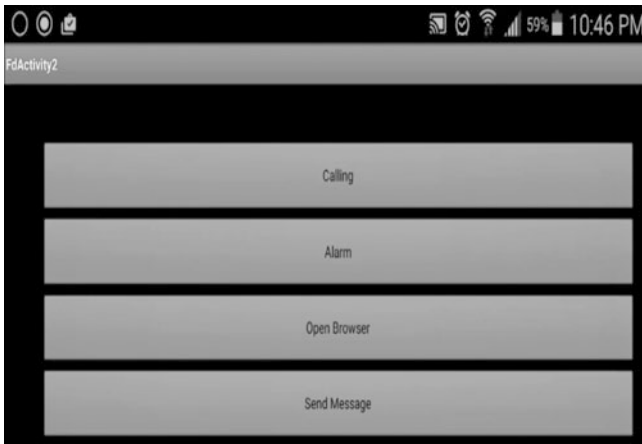 59% 10:46 PM
FdActivity2
Calling
Alarm
Open Browser
Send Message